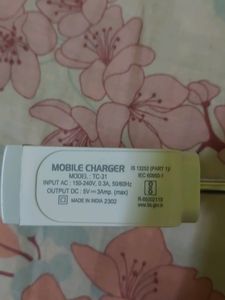 MOBILE CHARGER
MODEL : TC-31
INPUT AC : 150-240V, 0.3A, 50/60Hz
OUTPUT DC : 5V ⎓ 3Amp. (max)
MADE IN INDIA 2302
IS 13252 (PART 1)/
IEC 60950-1
www.bis.gov.in